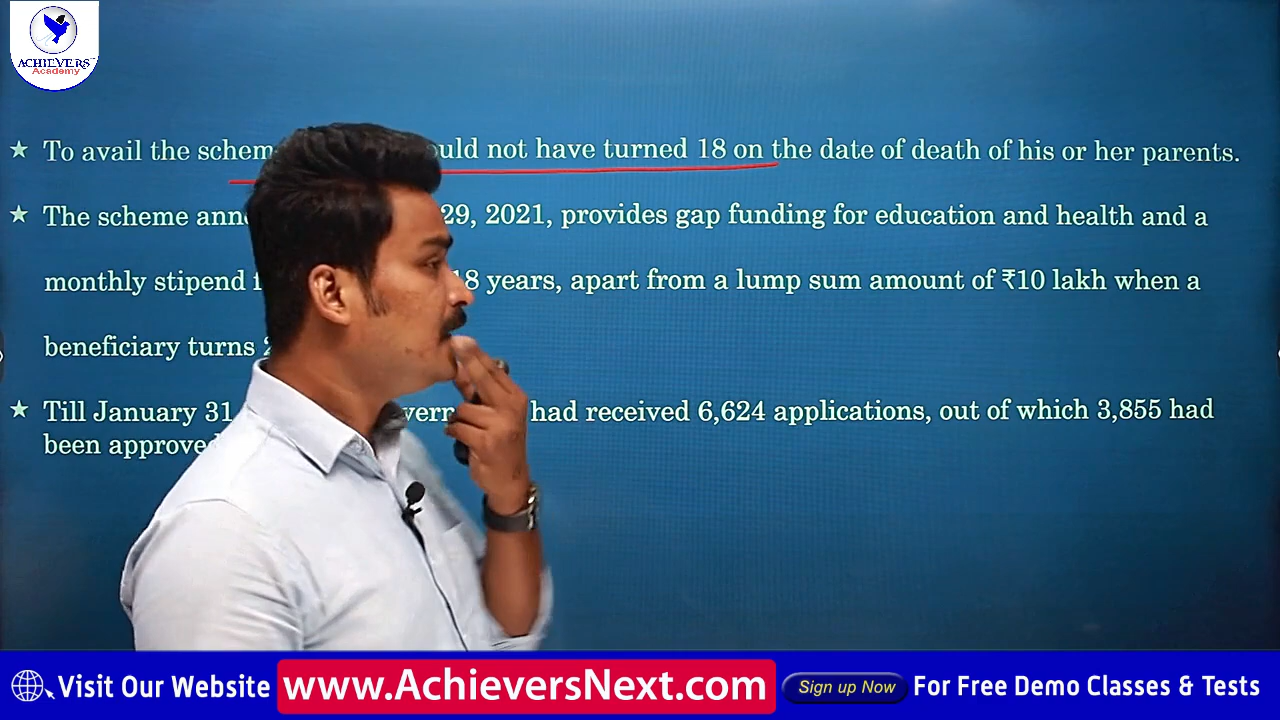 ACHIEVERS
Academy
★ To avail the schem ould not have turned 18 on the date of death of his or her parents.
★ The scheme ann 29, 2021, provides gap funding for education and health and a
monthly stipend f 18 years, apart from a lump sum amount of ₹10 lakh when a
beneficiary turns 2
★ Till January 31 vern had received 6,624 applications, out of which 3,855 had
been approved
Visit Our Website www.AchieversNext.com Sign up Now For Free Demo Classes & Tests